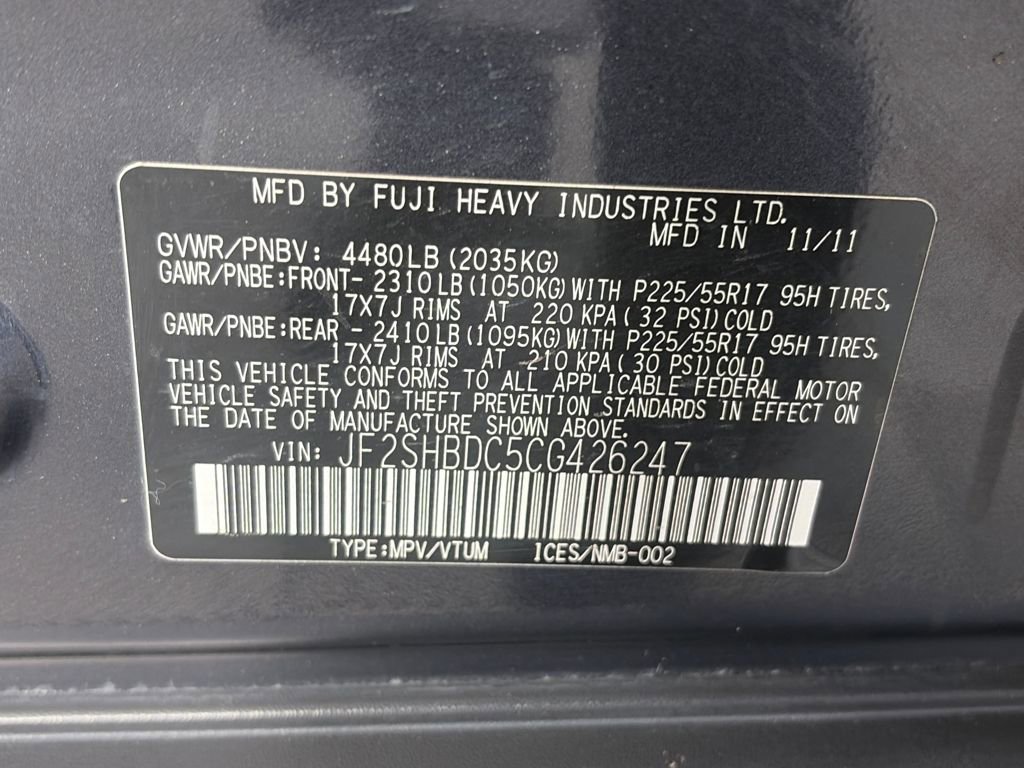 MFD BY FUJI HEAVY INDUSTRIES LTD.
MFD IN 11/11
GVWR/PNBV: 4480LB (2035KG)
GAWR/PNBE:FRONT- 2310LB(1050KG)WITH P225/55R17 95H TIRES,
17X7J RIMS AT 220 KPA( 32 PSI)COLD
GAWR/PNBE:REAR - 2410LB(1095KG)WITH P225/55R17 95H TIRES,
17X7J RIMS AT 210 KPA( 30 PSI)COLD
THIS VEHICLE CONFORMS TO ALL APPLICABLE FEDERAL MOTOR
VEHICLE SAFETY AND THEFT PREVENTION STANDARDS IN EFFECT ON
THE DATE OF MANUFACTURE SHOWN ABOVE.
VIN: JF2SHBDC5CG426247
TYPE:MPV/VTUM ICES/NMB-002